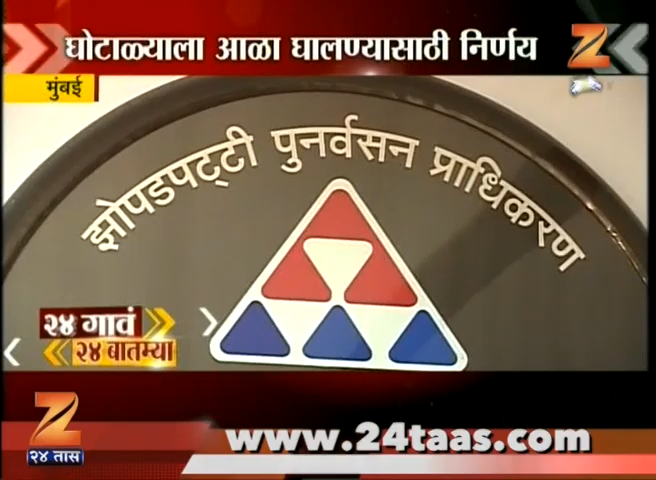 घोटाळ्याला आळा घालण्यासाठी निर्णय
मुंबई
झोपडपट्टी पुनर्वसन प्राधिकरण
२४ गावं
२४ बातम्या
२४ तास
www.24taas.com